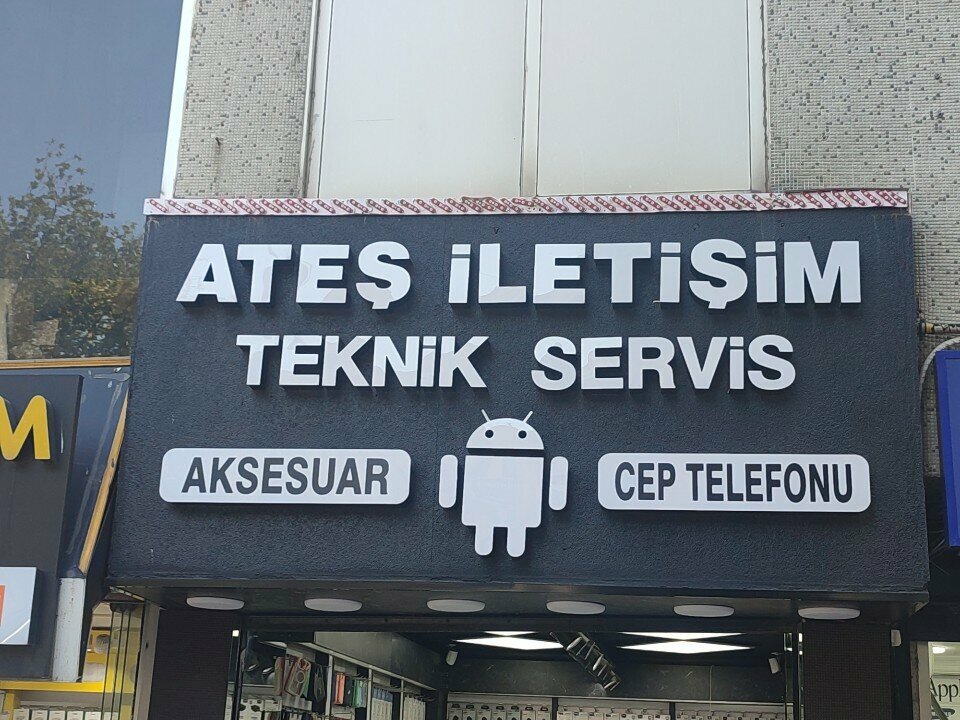 ATEŞ İLETİŞİM
TEKNİK SERVİS
AKSESUAR
CEP TELEFONU
M